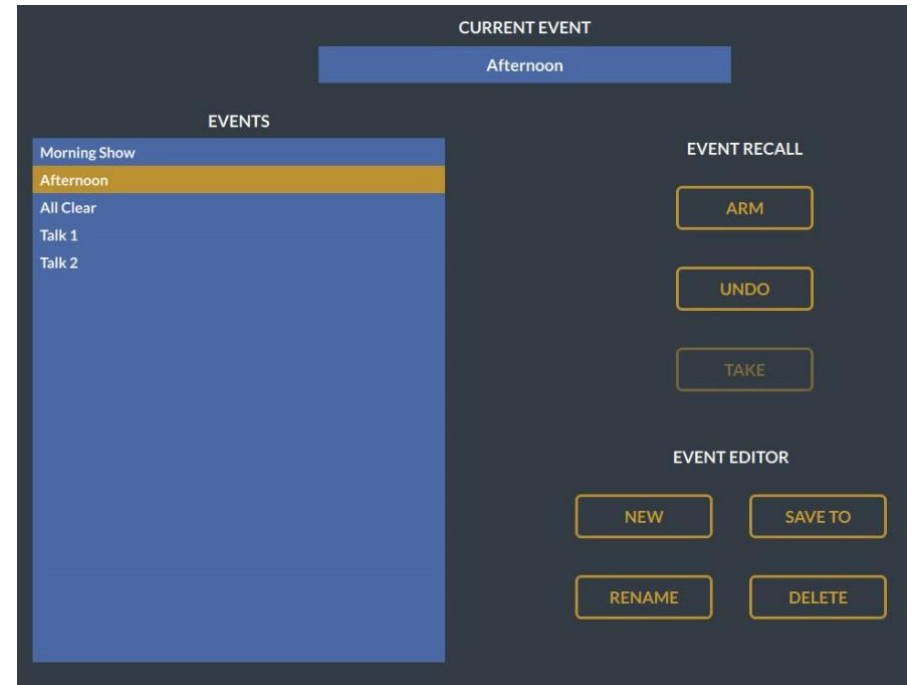 CURRENT EVENT
Afternoon
EVENTS
Morning Show
Afternoon
All Clear
Talk 1
Talk 2
EVENT RECALL
ARM
UNDO
TAKE
EVENT EDITOR
NEW
SAVE TO
RENAME
DELETE